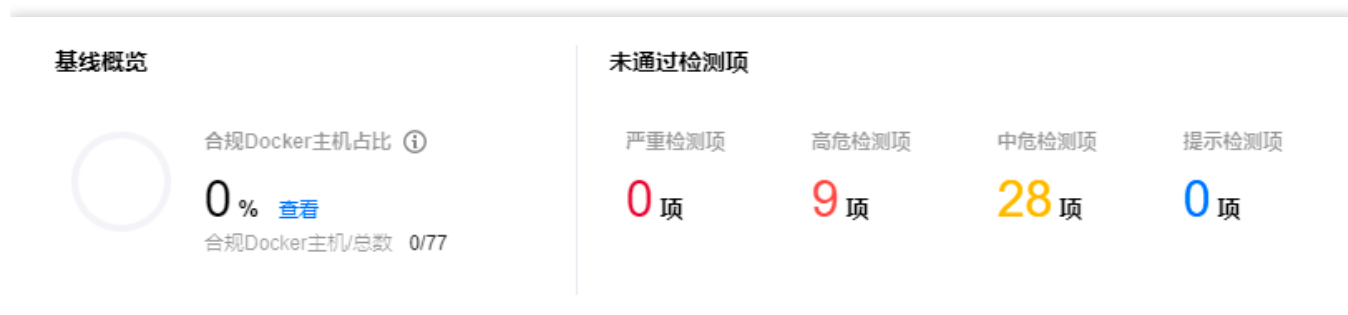 基线概览
合规Docker主机占比
0 % 查看
合规Docker主机/总数 0/77
未通过检测项
严重检测项 高危检测项 中危检测项 提示检测项
0 项 9 项 28 项 0 项